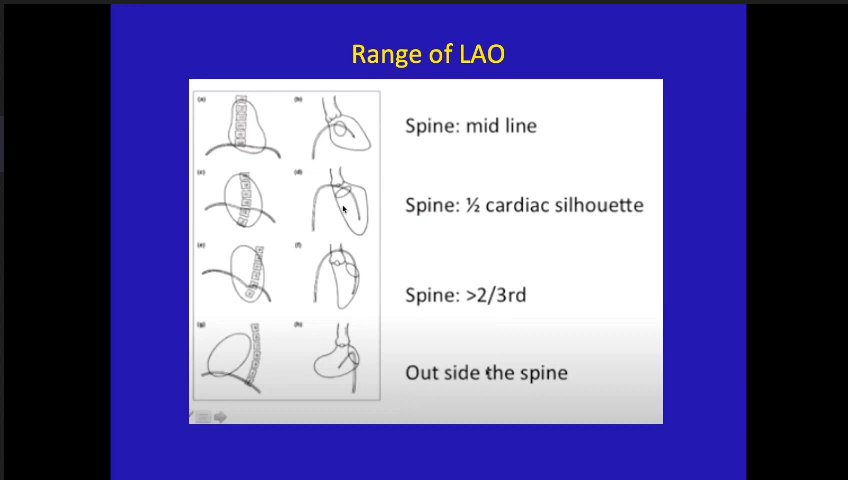 Range of LAO
(a)
(b)
Spine: mid line
(c)
(d)
Spine: ½ cardiac silhouette
(e)
(f)
Spine: >2/3rd
(g)
(h)
Out side the spine